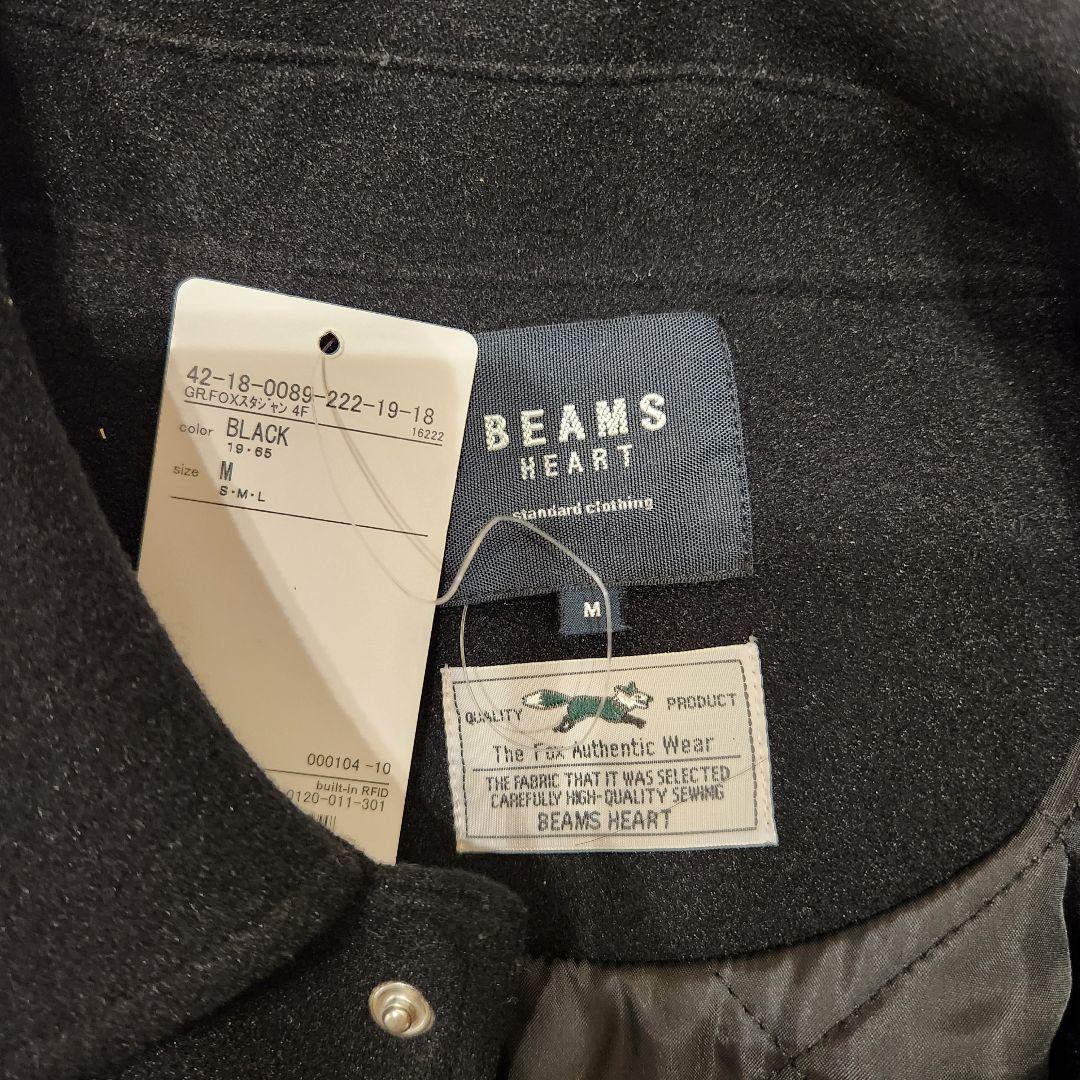 42-18-0089-222-19-18
GR.FOXスタジャン 4F
16222
color BLACK
19・65
size M
S・M・L
000104 -10
built-in RFID
0120-011-301
BEAMS
HEART
standard clothing
M
QUALITY PRODUCT
The Fox Authentic Wear
THE FABRIC THAT IT WAS SELECTED
CAREFULLY HIGH-QUALITY SEWING
BEAMS HEART